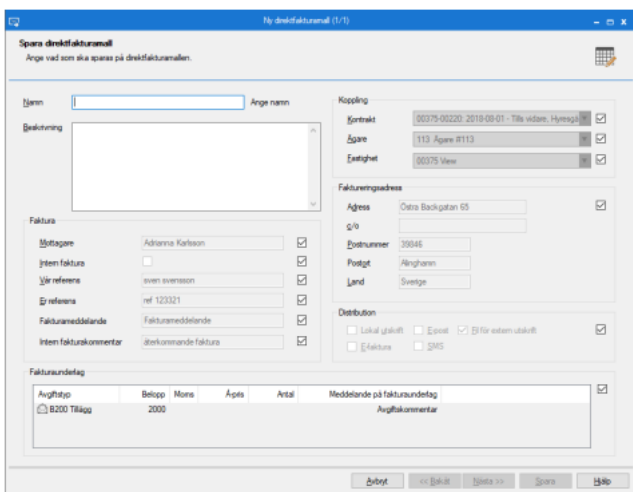 Ny direktfakturamall (1/1)
Spara direktfakturamall
Ange vad som ska sparas på direktfakturamallen.
Namn Ange namn
Beskrivning
Koppling
Kontrakt 00375-00220: 2018-08-01 - Tills vidare, Hyresgä
Ägare 113 Ägare #113
Fastighet 00375 View
Faktureringsadress
Adress Östra Backgatan 65
c/o
Postnummer 39846
Postort Alinghamn
Land Sverige
Faktura
Mottagare Adrianna Karlsson
Intern faktura
Vår referens sven svensson
Er referens ref 123321
Fakturameddelande Fakturameddelande
Intern fakturakommentar återkommande faktura
Distribution
Lokal utskrift E-post Fil för extern utskrift
E-faktura SMS
Fakturaunderlag
Avgiftstyp Belopp Moms À-pris Antal Meddelande på fakturaunderlag
B200 Tillägg 2000 Avgiftskommentar
Avbryt << Bakåt Nästa >> Spara Hjälp